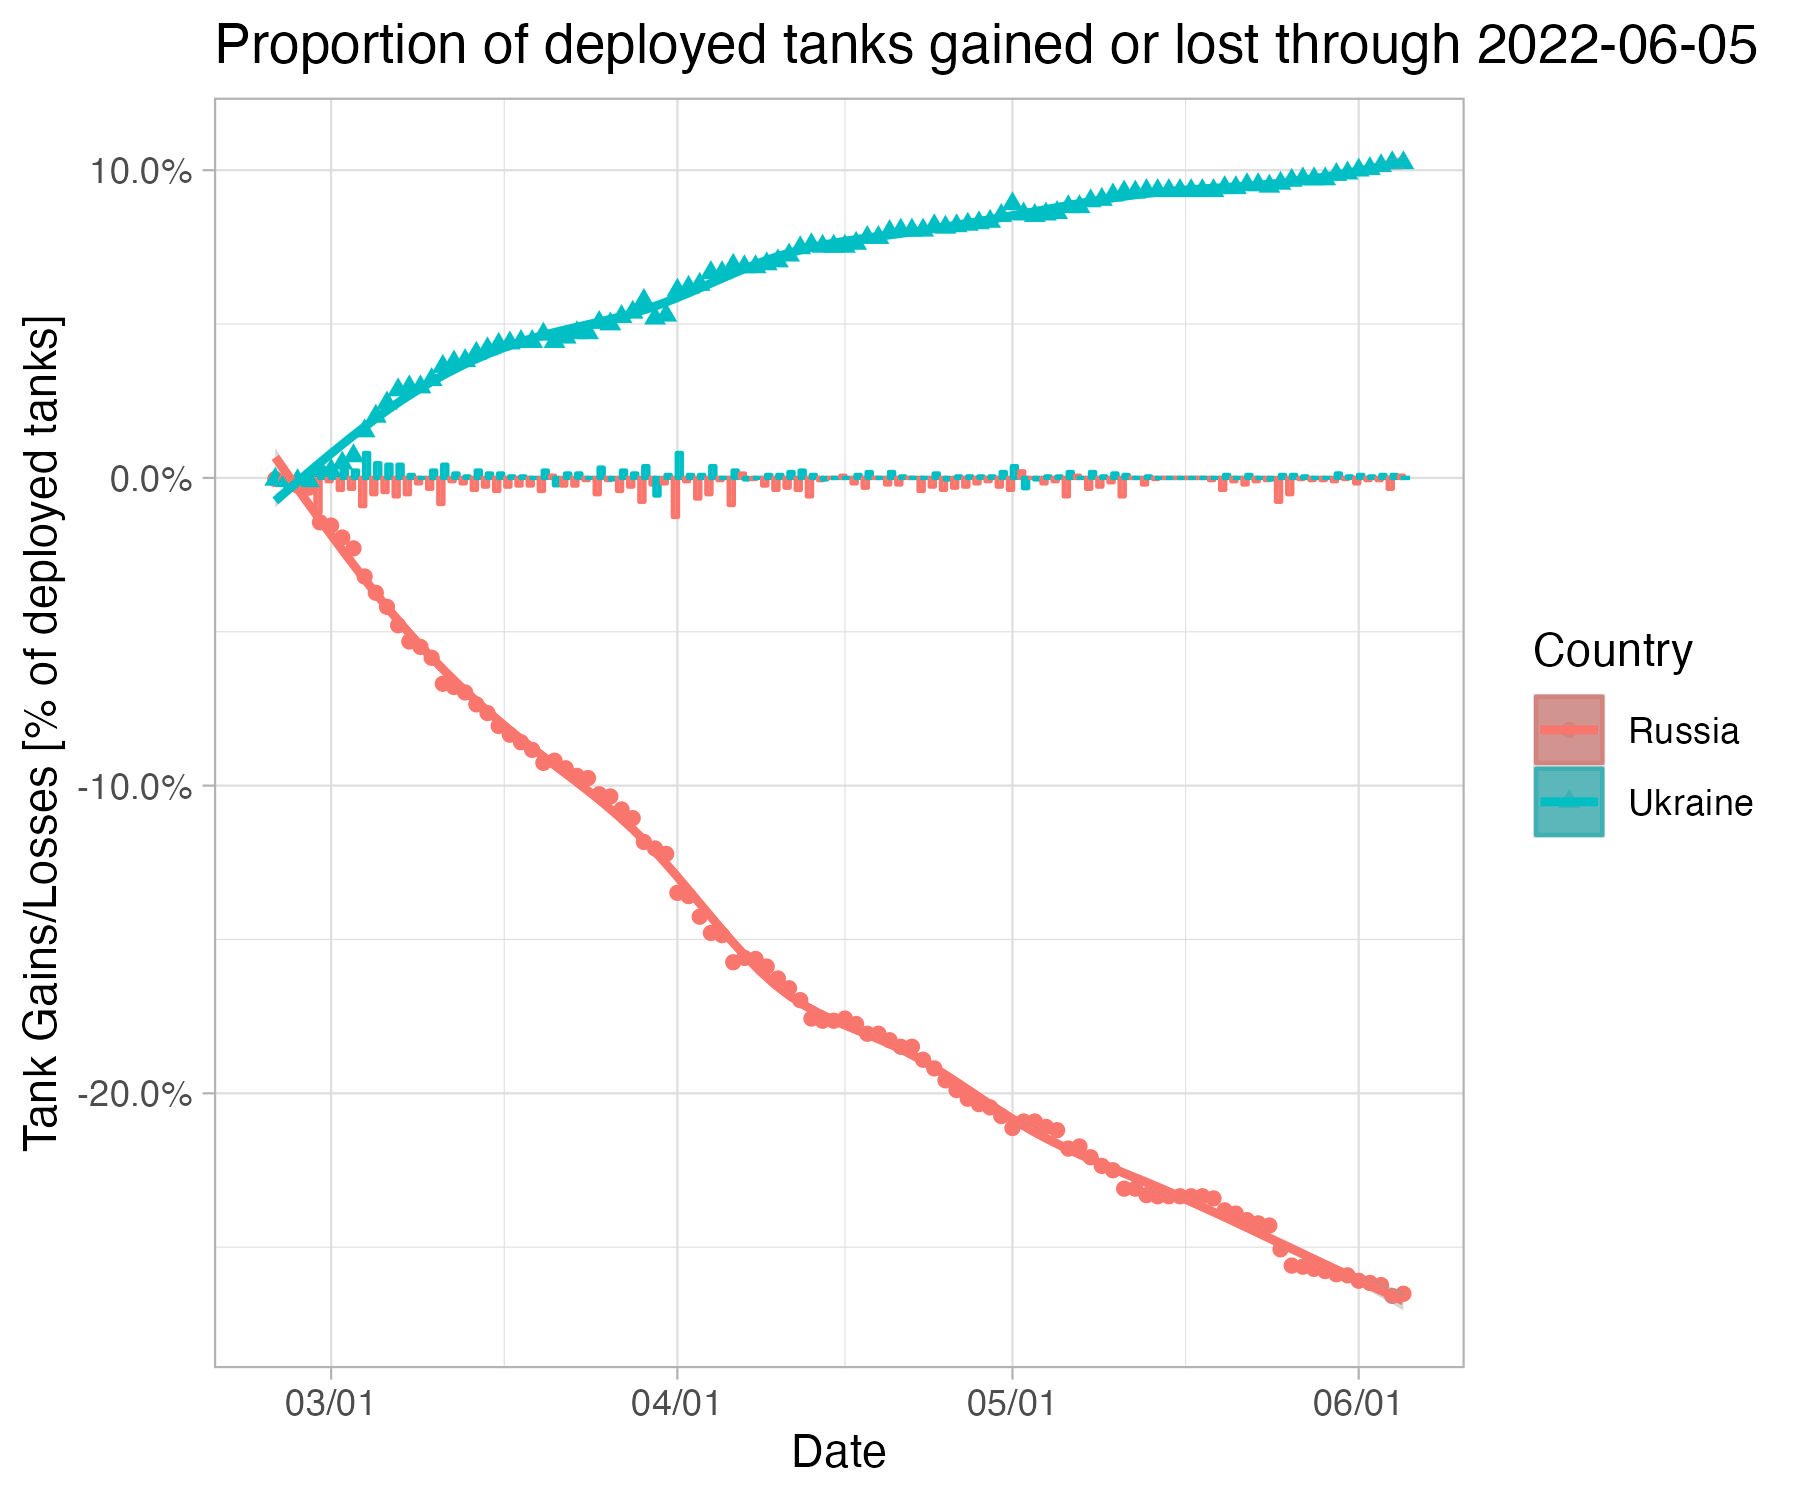 Proportion of deployed tanks gained or lost through 2022-06-05
Tank Gains/Losses [% of deployed tanks]
10.0%
0.0%
-10.0%
-20.0%
03/01
04/01
05/01
06/01
Date
Country
Russia
Ukraine